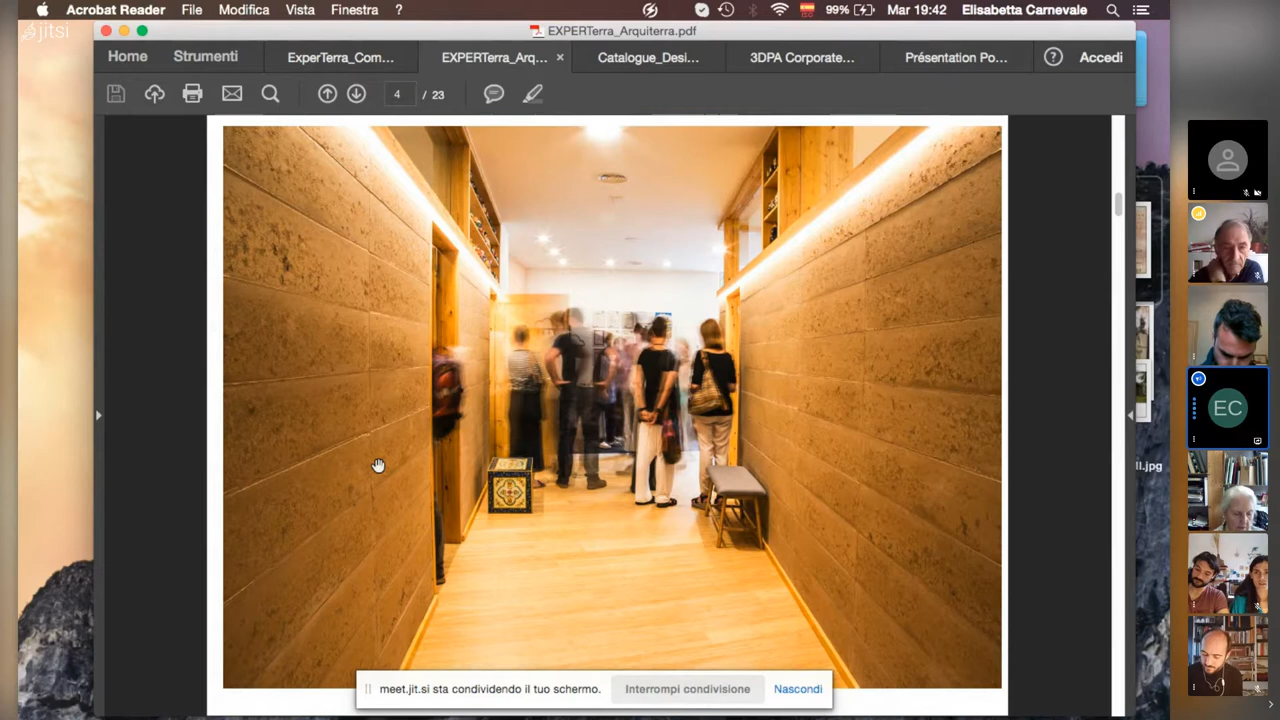 Acrobat Reader File Modifica Vista Finestra ? 99% Mar 19:42 Elisabetta Carnevale
jitsi
EXPERTerra_Arquiterra.pdf
Home Strumenti ExperTerra_Com... EXPERTerra_Arq... × Catalogue_Desi... 3DPA Corporate... Présentation Po... ? Accedi
4 / 23
EC
ll.jpg
meet.jit.si sta condividendo il tuo schermo. Interrompi condivisione Nascondi